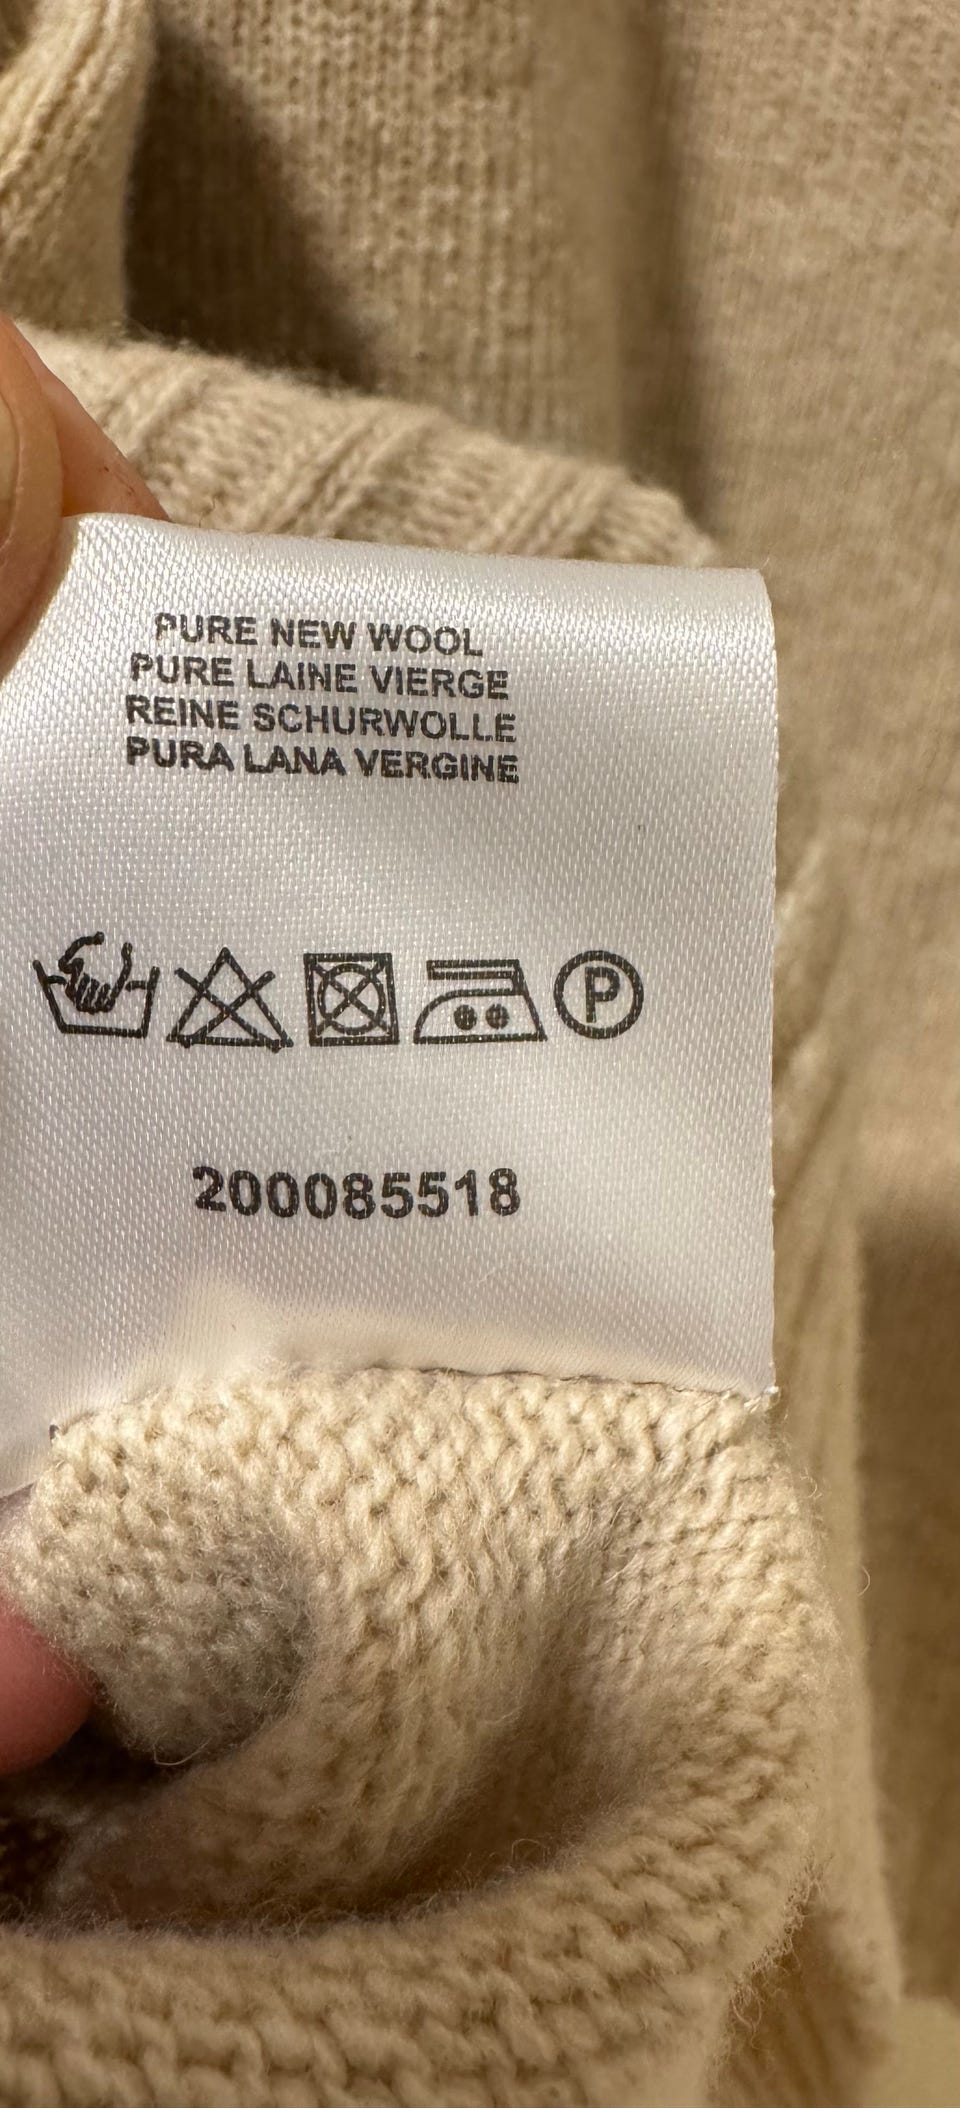 PURE NEW WOOL
PURE LAINE VIERGE
REINE SCHURWOLLE
PURA LANA VERGINE
P
200085518